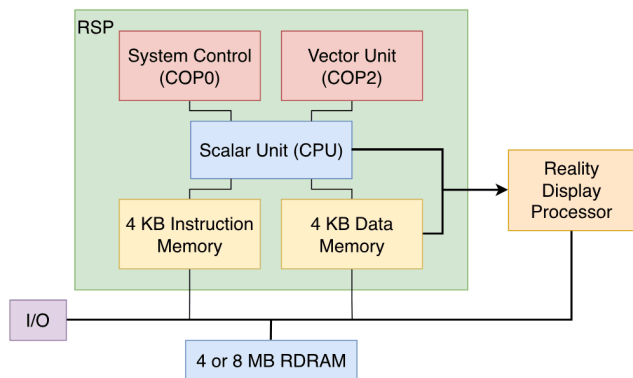 RSP
System Control
(COP0)
Vector Unit
(COP2)
Scalar Unit (CPU)
4 KB Instruction
Memory
4 KB Data
Memory
Reality
Display
Processor
I/O
4 or 8 MB RDRAM